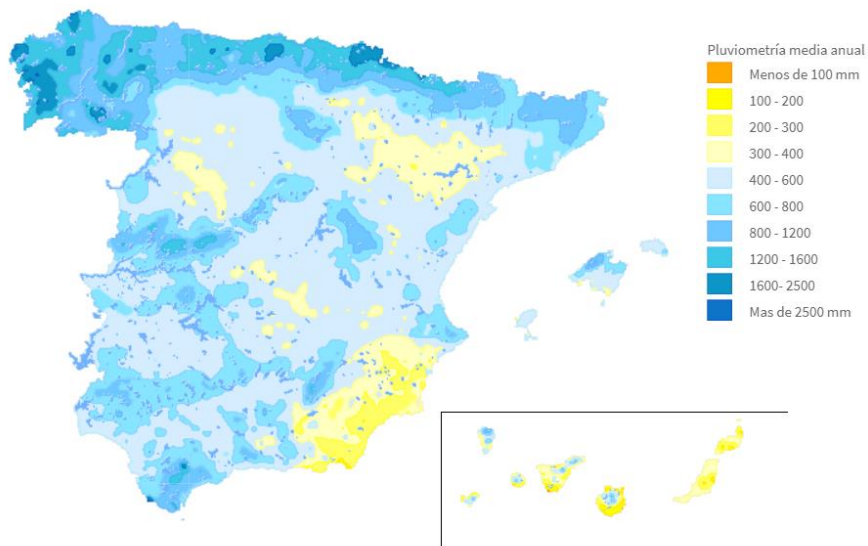 Pluviometría media anual
Menos de 100 mm
100 - 200
200 - 300
300 - 400
400 - 600
600 - 800
800 - 1200
1200 - 1600
1600- 2500
Mas de 2500 mm